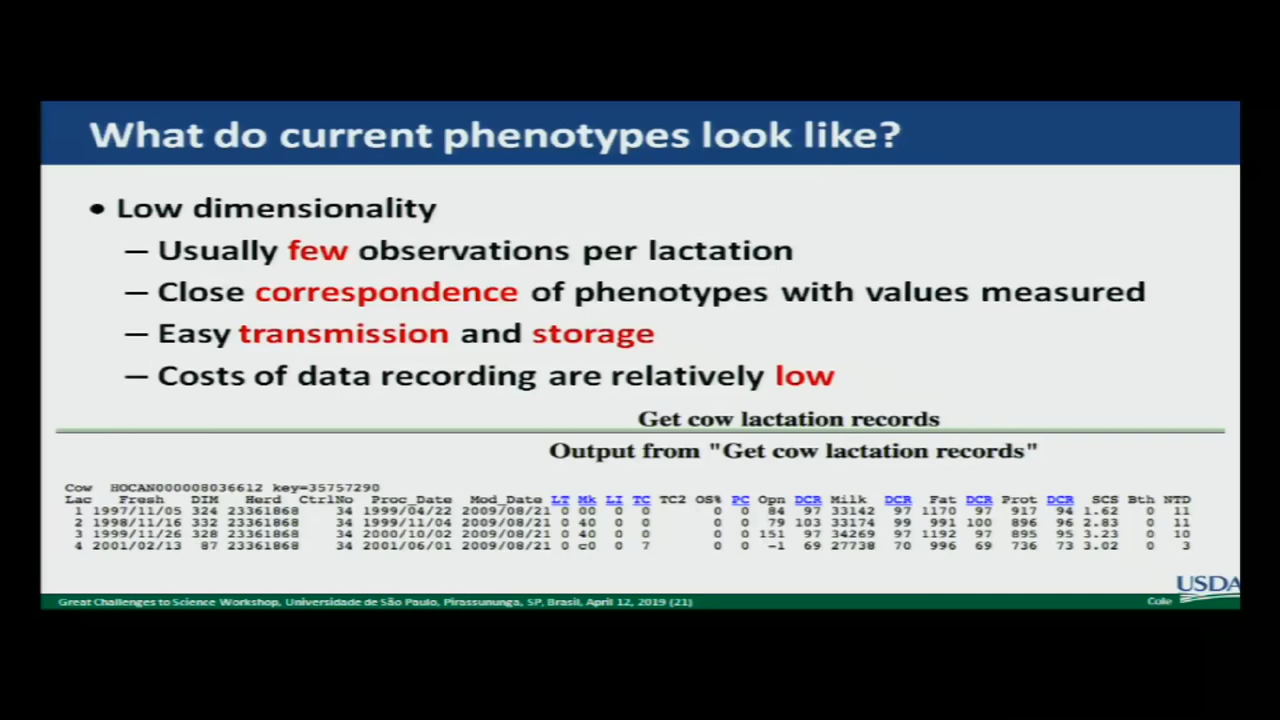 What do current phenotypes look like?
• Low dimensionality
– Usually few observations per lactation
– Close correspondence of phenotypes with values measured
– Easy transmission and storage
– Costs of data recording are relatively low
Get cow lactation records
Output from "Get cow lactation records"
Cow HOCAN000008036612 key=35757290
Lac Fresh DIM Herd CtrlNo Proc_Date Mod_Date LT Mk LI TC TC2 OS% PC Opn DCR Milk DCR Fat DCR Prot DCR SCS Bth NTD
1 1997/11/05 324 23361868 34 1999/04/22 2009/08/21 0 00 0 0 0 0 84 97 33142 97 1170 97 917 94 1.62 0 11
2 1998/11/16 332 23361868 34 1999/11/04 2009/08/21 0 40 0 0 0 0 79 103 33174 99 991 100 896 96 2.83 0 11
3 1999/11/26 328 23361868 34 2000/10/02 2009/08/21 0 40 0 0 0 0 151 97 34269 97 1192 97 895 95 3.23 0 10
4 2001/02/13 87 23361868 34 2001/06/01 2009/08/21 0 c0 0 7 0 0 -1 69 27738 70 996 69 736 73 3.02 0 3
USDA
Great Challenges to Science Workshop, Universidade de São Paulo, Pirassununga, SP, Brasil, April 12, 2019 (21)
Cole